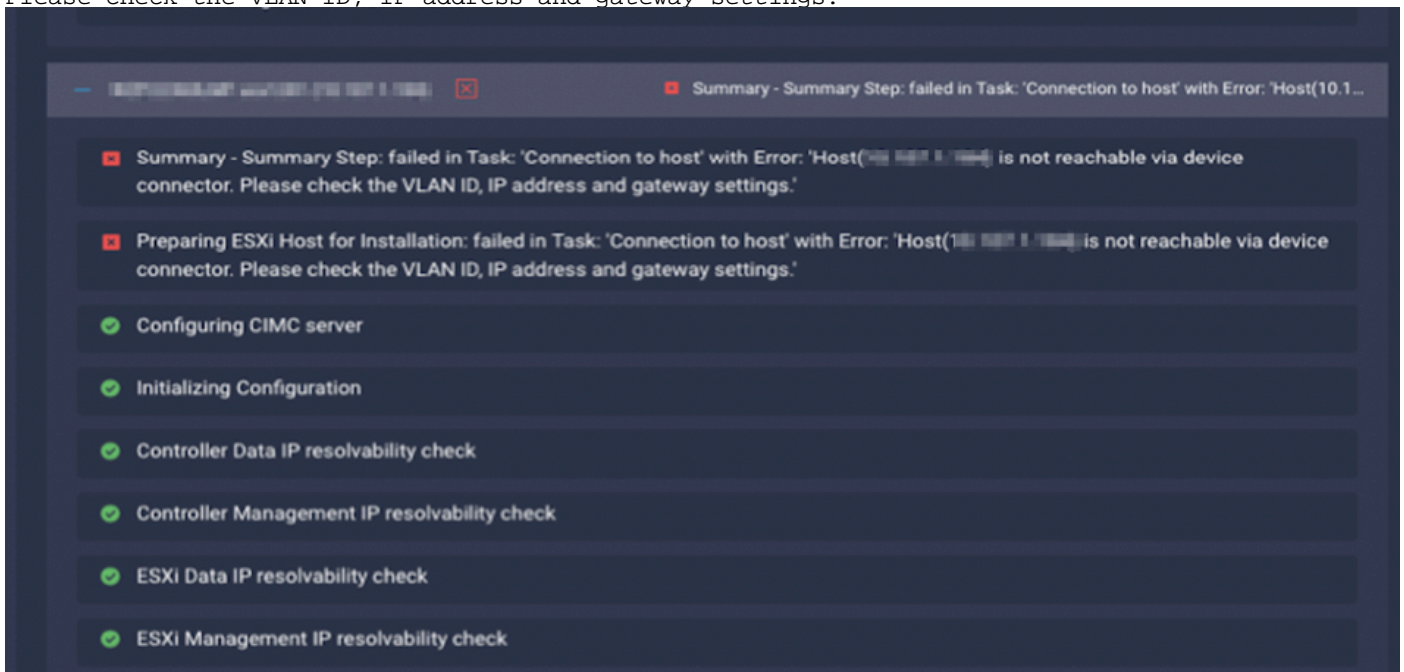 Please check the VLAN ID, IP address and gateway settings.
Summary - Summary Step: failed in Task: 'Connection to host' with Error: 'Host(10.1...
Summary - Summary Step: failed in Task: 'Connection to host' with Error: 'Host( is not reachable via device
connector. Please check the VLAN ID, IP address and gateway settings.'
Preparing ESXi Host for Installation: failed in Task: 'Connection to host' with Error: 'Host( is not reachable via device
connector. Please check the VLAN ID, IP address and gateway settings.'
Configuring CIMC server
Initializing Configuration
Controller Data IP resolvability check
Controller Management IP resolvability check
ESXi Data IP resolvability check
ESXi Management IP resolvability check